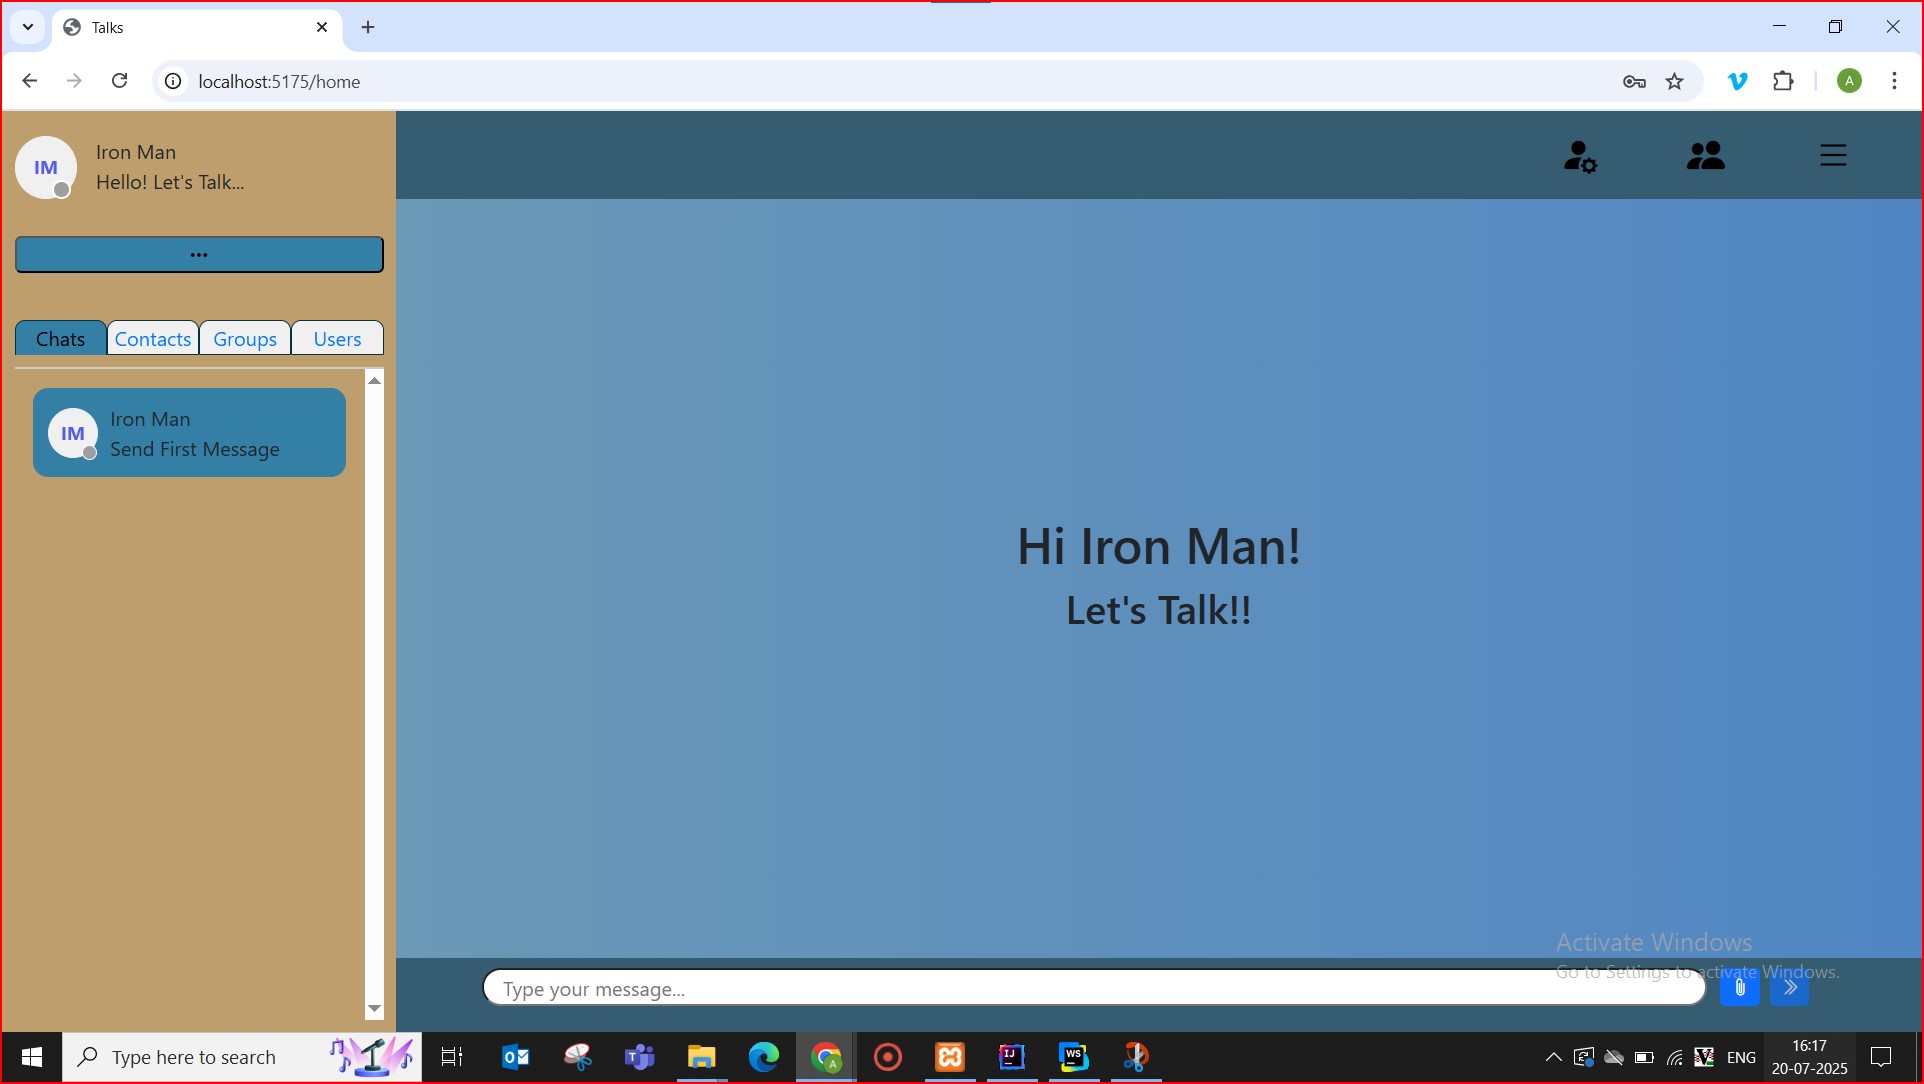 Talks
localhost:5175/home
A
IM
Iron Man
Hello! Let's Talk...
...
Chats
Contacts
Groups
Users
IM
Iron Man
Send First Message
Hi Iron Man!
Let's Talk!!
Activate Windows
Go to Settings to activate Windows.
Type your message...
Type here to search
ENG
16:17
20-07-2025